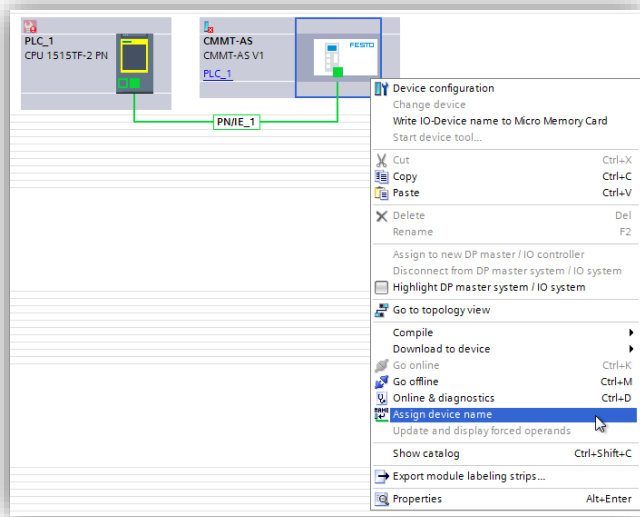 PLC_1
CPU 1515TF-2 PN
CMMT-AS
CMMT-AS V1
PLC_1
FESTO
PN/IE_1
Device configuration
Change device
Write IO-Device name to Micro Memory Card
Start device tool...
Cut Ctrl+X
Copy Ctrl+C
Paste Ctrl+V
Delete Del
Rename F2
Assign to new DP master / IO controller
Disconnect from DP master system / IO system
Highlight DP master system / IO system
Go to topology view
Compile
Download to device
Go online Ctrl+K
Go offline Ctrl+M
Online & diagnostics Ctrl+D
Assign device name
Update and display forced operands
Show catalog Ctrl+Shift+C
Export module labeling strips...
Properties Alt+Enter